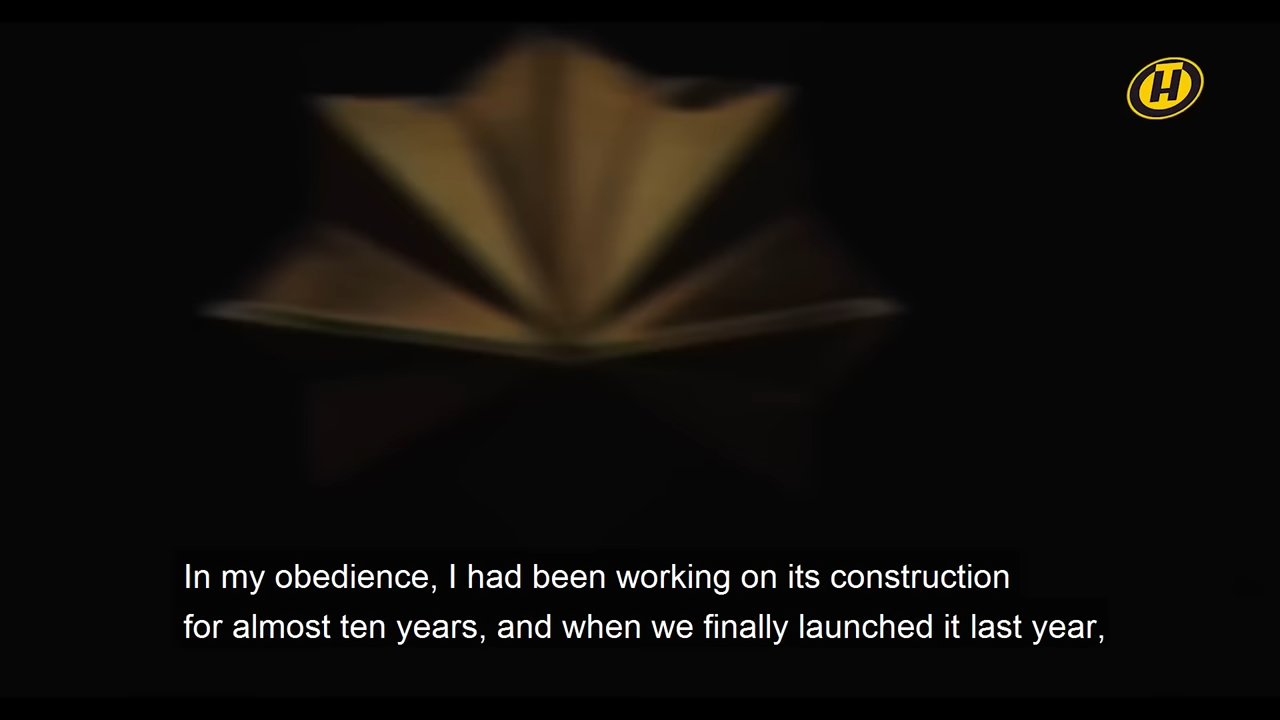 In my obedience, I had been working on its construction
for almost ten years, and when we finally launched it last year,